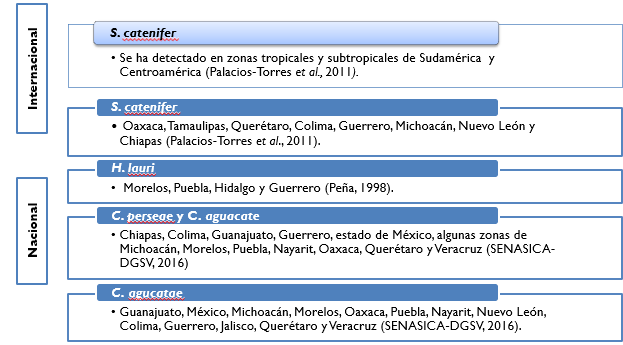 Internacional
S. catenifer
• Se ha detectado en zonas tropicales y subtropicales de Sudamérica y
Centroamérica (Palacios-Torres et al., 2011).
S. catenifer
• Oaxaca, Tamaulipas, Querétaro, Colima, Guerrero, Michoacán, Nuevo León y
Chiapas (Palacios-Torres et al., 2011).
Nacional
H. lauri
• Morelos, Puebla, Hidalgo y Guerrero (Peña, 1998).
C. perseae y C. aguacate
• Chiapas, Colima, Guanajuato, Guerrero, estado de México, algunas zonas de
Michoacán, Morelos, Puebla, Nayarit, Oaxaca, Querétaro y Veracruz (SENASICA-
DGSV, 2016)
C. agucatae
• Guanajuato, México, Michoacán, Morelos, Oaxaca, Puebla, Nayarit, Nuevo León,
Colima, Guerrero, Jalisco, Querétaro y Veracruz (SENASICA-DGSV, 2016).